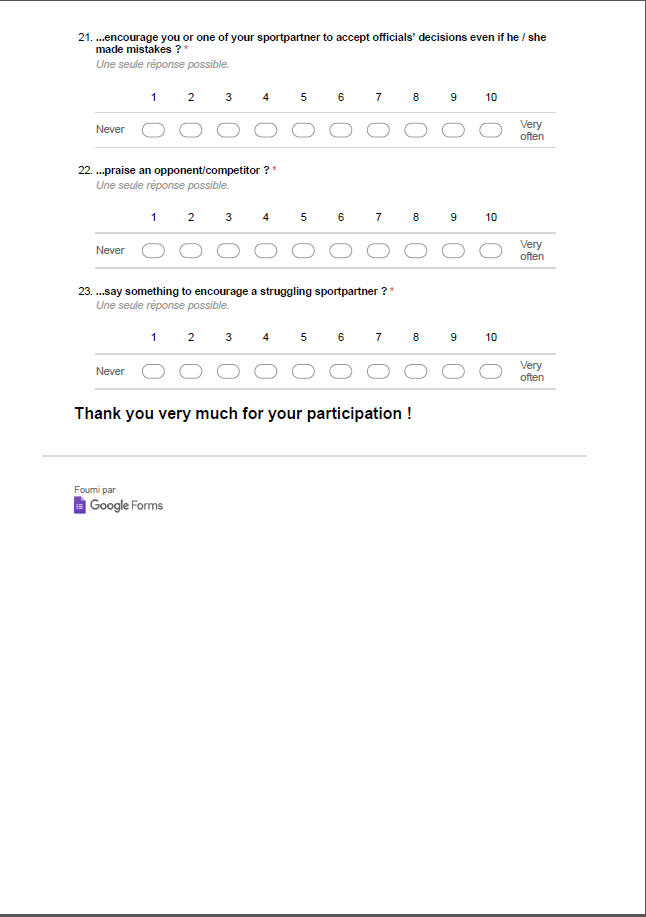 21. ...encourage you or one of your sportpartner to accept officials' decisions even if he / she
made mistakes ? *
Une seule réponse possible.
1 2 3 4 5 6 7 8 9 10
Never
Very
often
22. ...praise an opponent/competitor ? *
Une seule réponse possible.
1 2 3 4 5 6 7 8 9 10
Never
Very
often
23. ...say something to encourage a struggling sportpartner ? *
Une seule réponse possible.
1 2 3 4 5 6 7 8 9 10
Never
Very
often
Thank you very much for your participation !
Fourni par
Google Forms